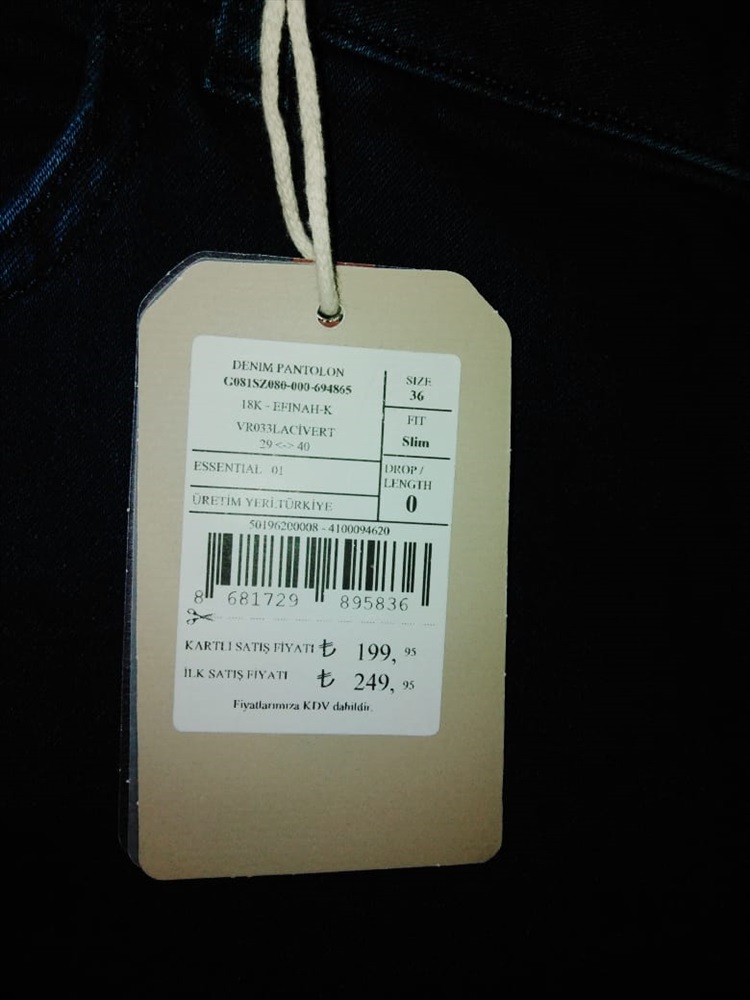 DENIM PANTOLON
G081SZ080-000-694865
18K - EFINAH-K
VR033LACİVERT
29 <-> 40
SIZE
36
FIT
Slim
ESSENTIAL 01
DROP /
LENGTH
0
ÜRETİM YERİ:TÜRKİYE
50196200008 - 4100094620
8 681729 895836
KARTLI SATIŞ FİYATI ₺ 199, 95
İLK SATIŞ FİYATI ₺ 249, 95
Fiyatlarımıza KDV dahildir.